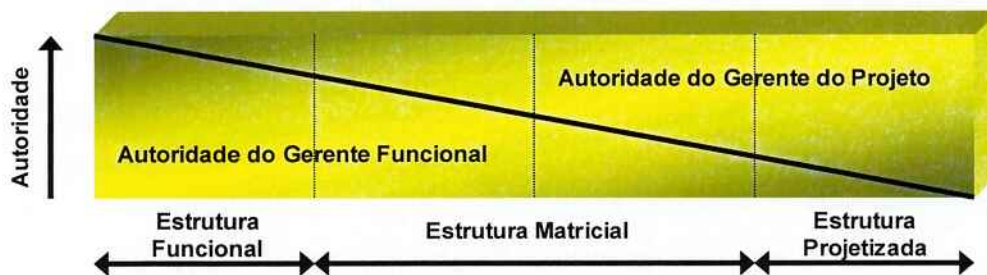 Autoridade
Autoridade do Gerente do Projeto
Autoridade do Gerente Funcional
Estrutura
Funcional
Estrutura Matricial
Estrutura
Projetizada